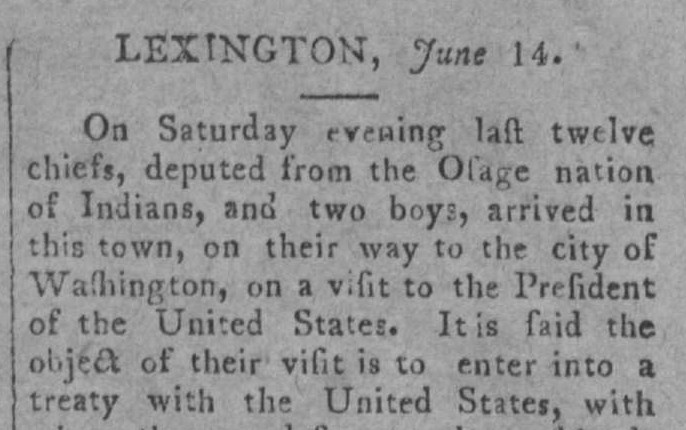 LEXINGTON, June 14.
On Saturday evening laſt twelve
chiefs, deputed from the Oſage nation
of Indians, and two boys, arrived in
this town, on their way to the city of
Waſhington, on a viſit to the Preſident
of the United States. It is ſaid the
object of their viſit is to enter into a
treaty with the United States, with